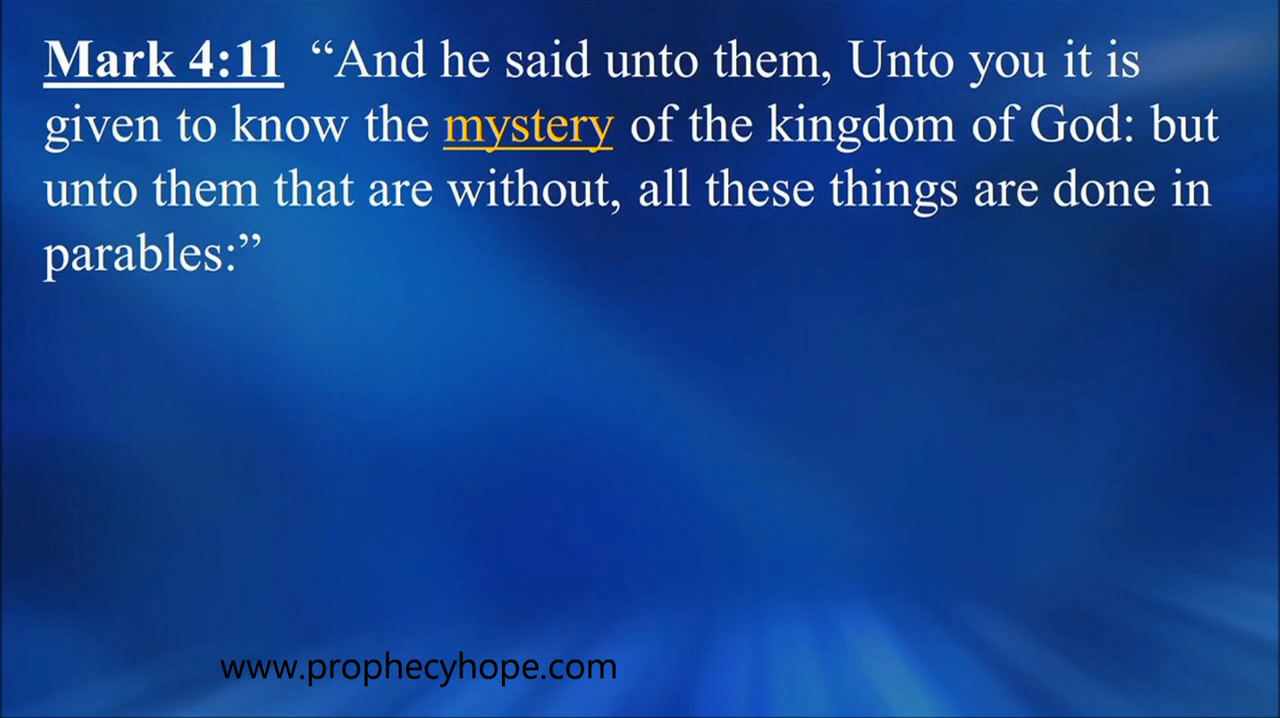 Mark 4:11 “And he said unto them, Unto you it is
given to know the mystery of the kingdom of God: but
unto them that are without, all these things are done in
parables:”
www.prophecyhope.com